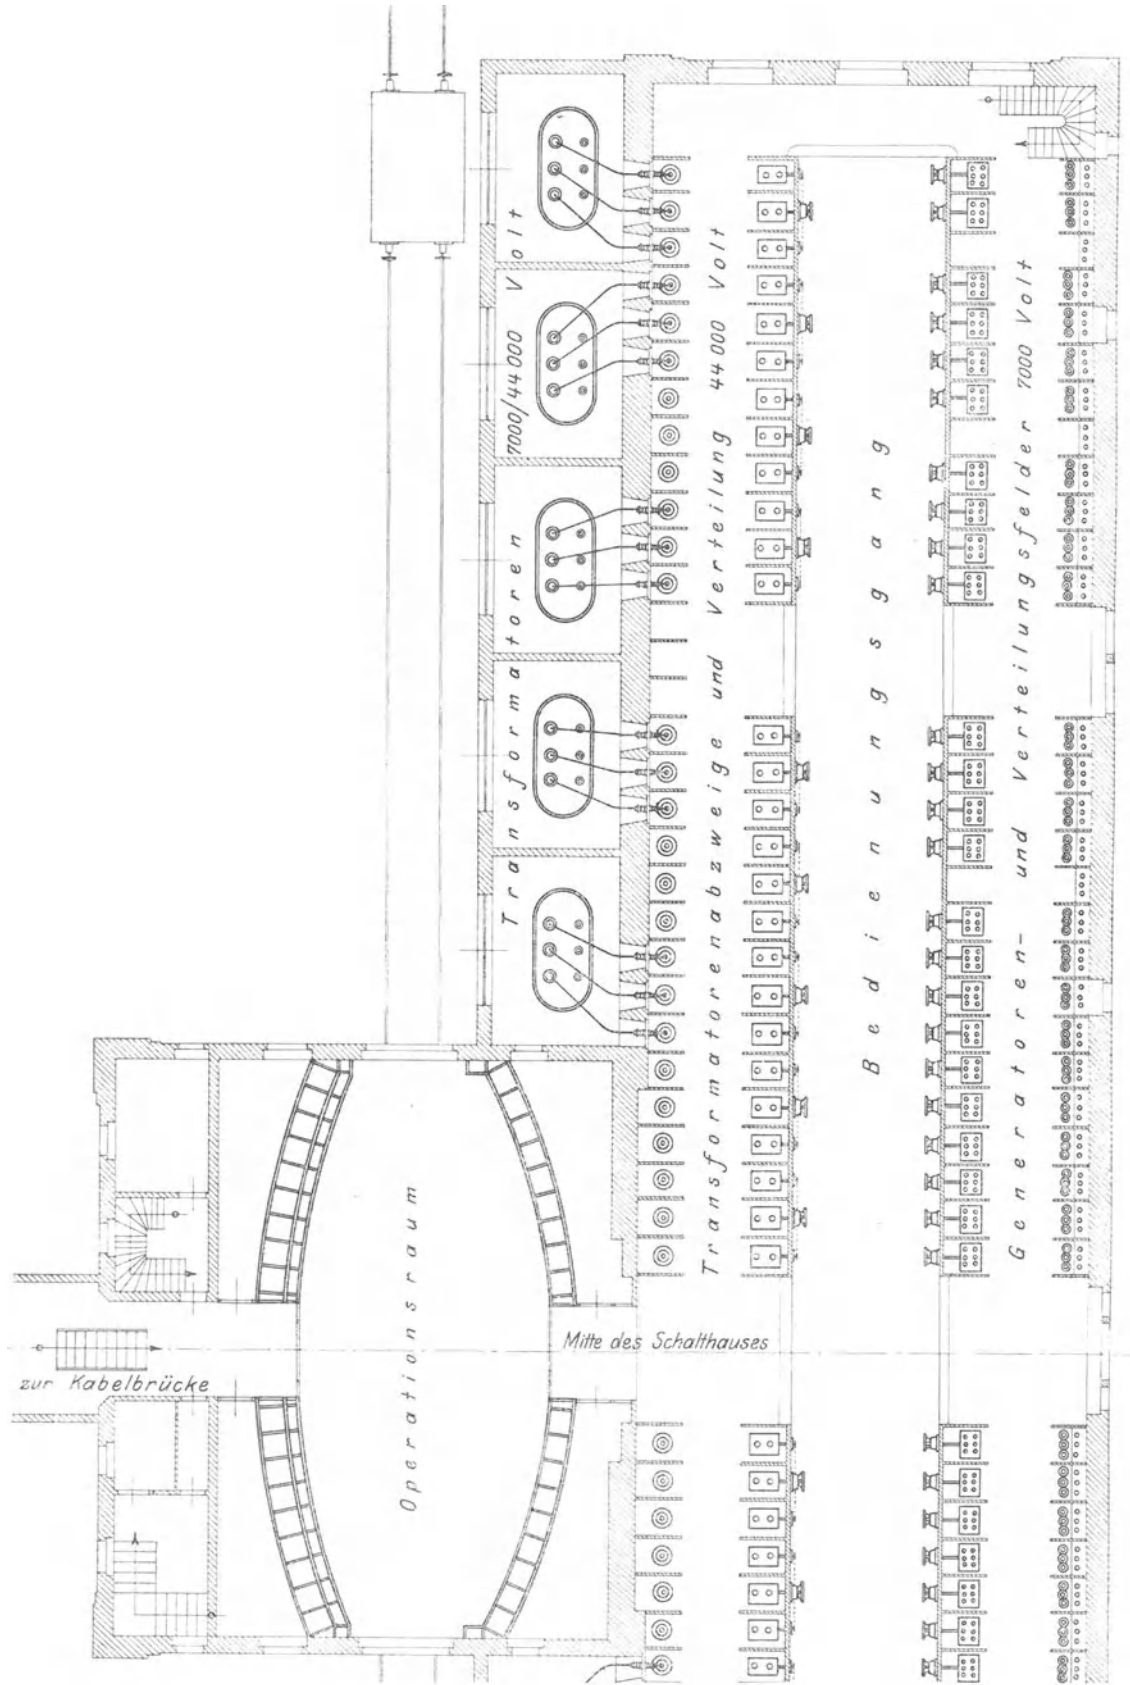 Transformatoren 7000/44000 Volt
Transformatorenabzweige und Verteilung 44000 Volt
Bedienungsgang
Generatoren- und Verteilungsfelder 7000 Volt
Operationsraum
Mitte des Schalthauses
zur Kabelbrücke